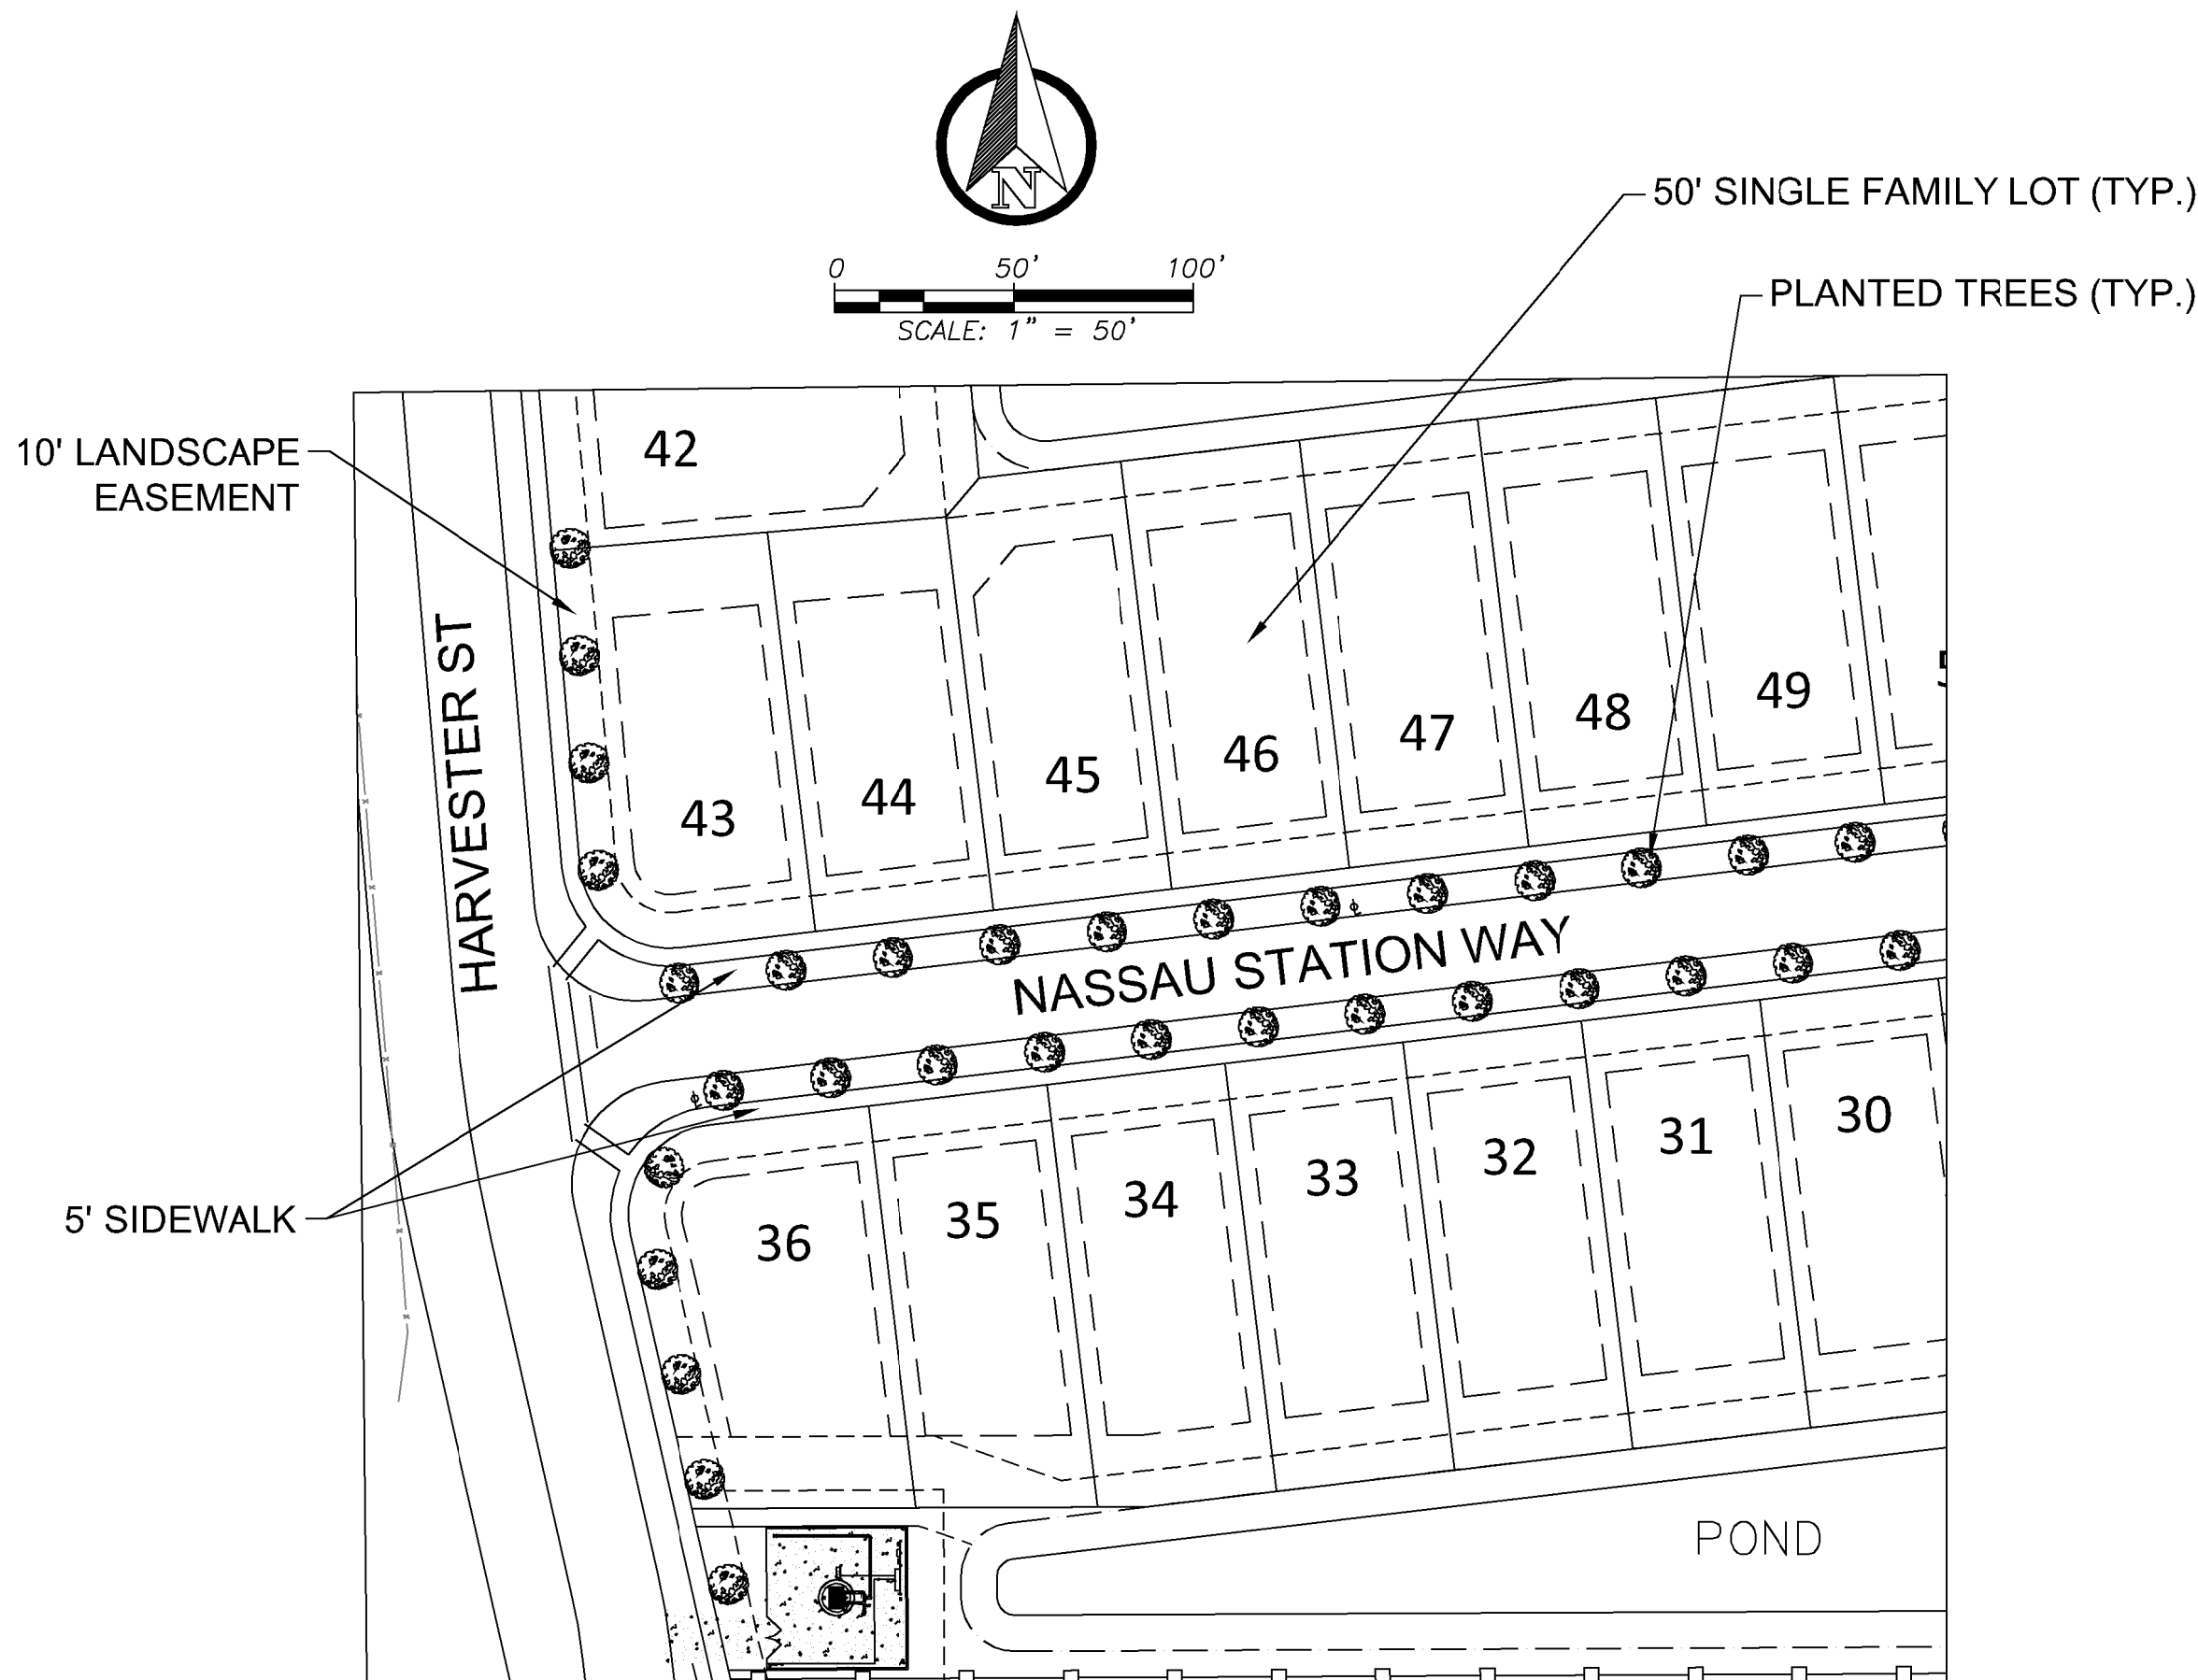 N
0 50' 100'
SCALE: 1" = 50'
50' SINGLE FAMILY LOT (TYP.)
PLANTED TREES (TYP.)
10' LANDSCAPE
EASEMENT
42
HARVESTER ST
43
44
45
46
47
48
49
NASSAU STATION WAY
5' SIDEWALK
36
35
34
33
32
31
30
POND